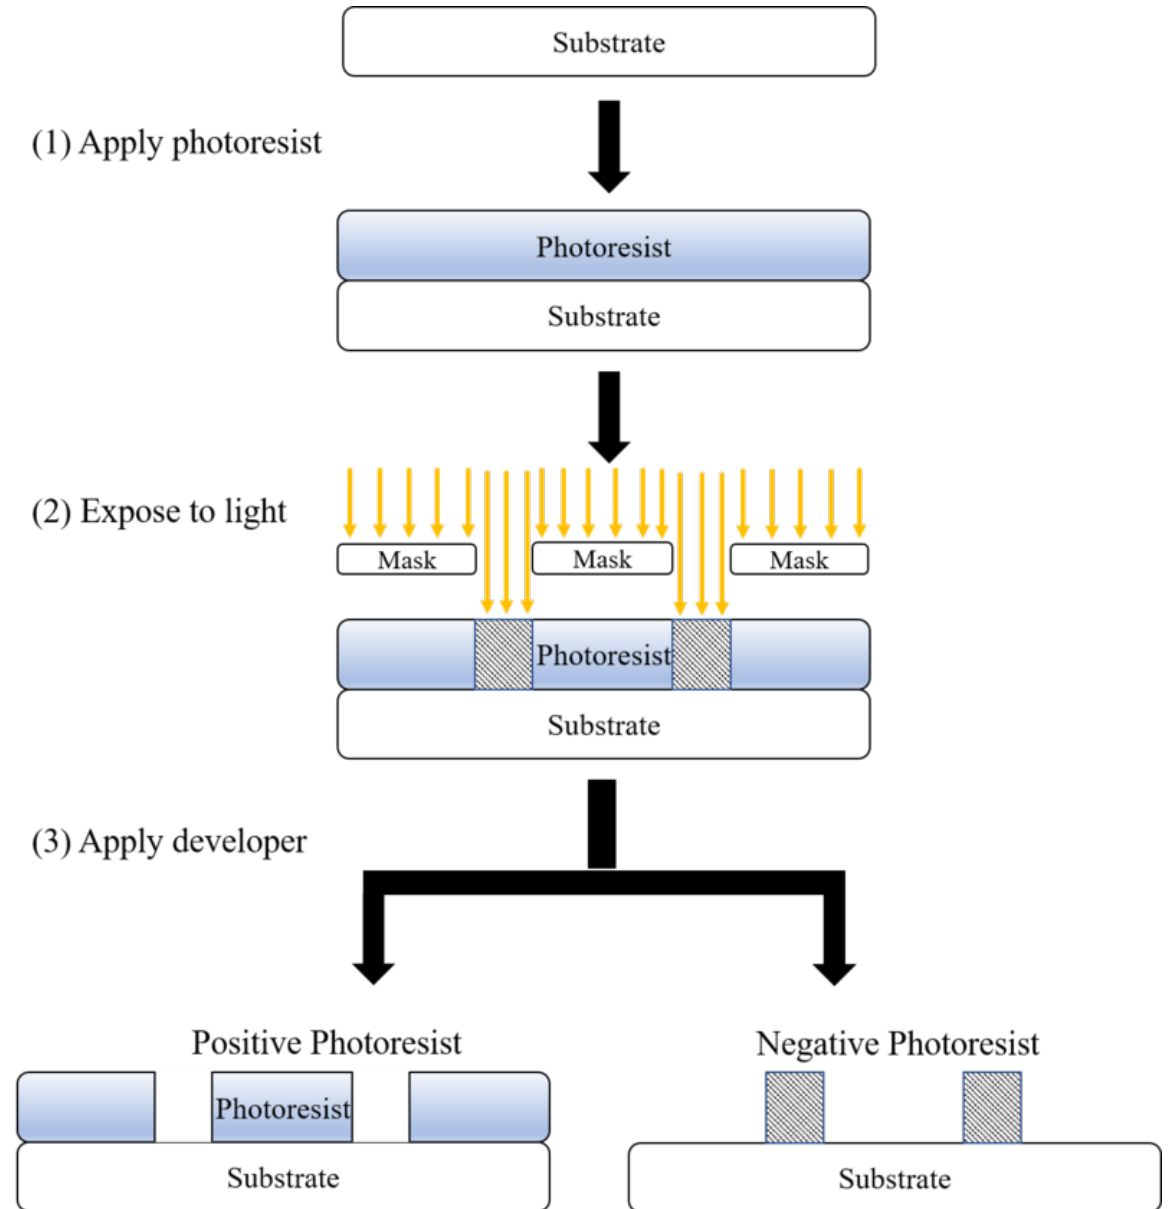 Substrate
(1) Apply photoresist
Photoresist
Substrate
(2) Expose to light
Mask
Mask
Mask
Photoresist
Substrate
(3) Apply developer
Positive Photoresist
Negative Photoresist
Photoresist
Substrate
Substrate